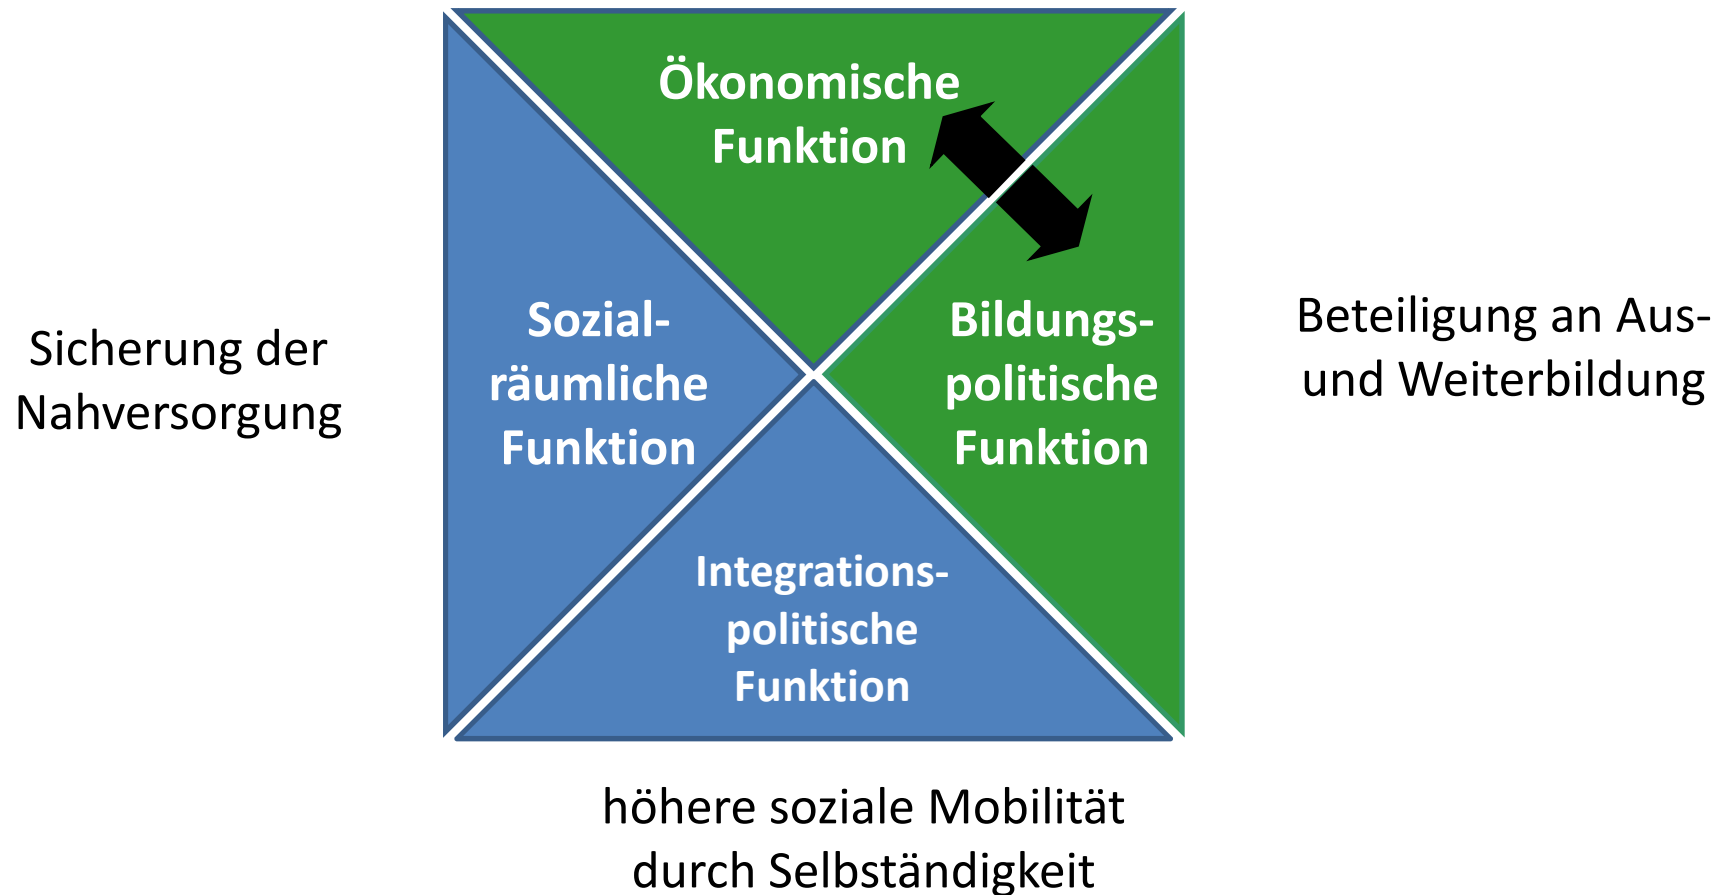 Ökonomische
Funktion
Sicherung der
Nahversorgung
Sozial-
räumliche
Funktion
Bildungs-
politische
Funktion
Beteiligung an Aus-
und Weiterbildung
Integrations-
politische
Funktion
höhere soziale Mobilität
durch Selbständigkeit